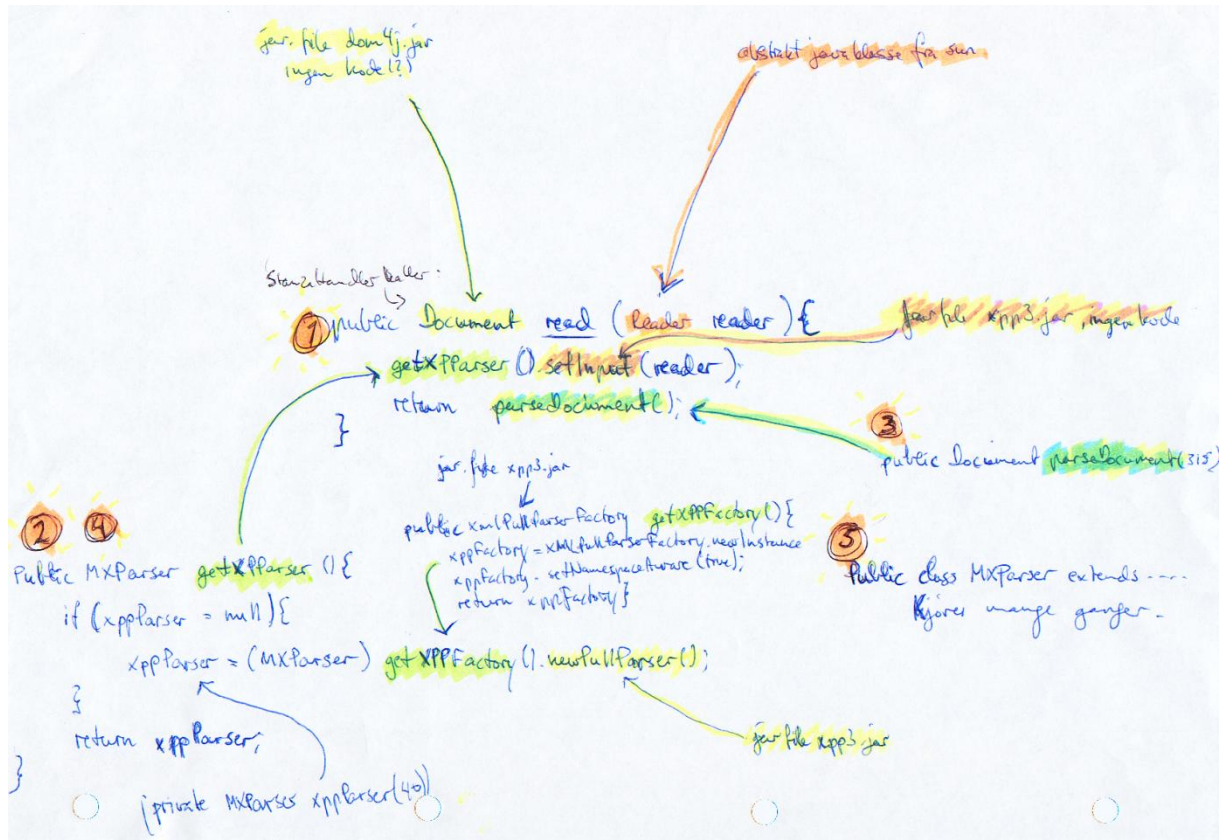 jar. file dom4j.jar
ingen kode(?)
abstrakt javaklasse fra sun
StanzaHandler kaller.
1 public Document read (Reader reader) {
jar file xpp3.jar, ingen kode
getXPParser().setInput(reader);
return parseDocument();
}
3
public Document parseDocument(315)
jar. file xpp3.jar
public XmlPullParserFactory getXPPFactory(){
xppFactory = XMLPullParserFactory.newInstance
xppFactory. setNamespaceAware (true);
return xppFactory}
2 4
Public MXParser getXPParser () {
if (xppParser = null){
xppParser = (MXParser) getXPPFactory().newPullParser();
}
return xppParser;
}
5
Public class MXParser extends ----
Kjøres mange ganger.
jar file xpp3.jar
(private MXParser xppParser(40))